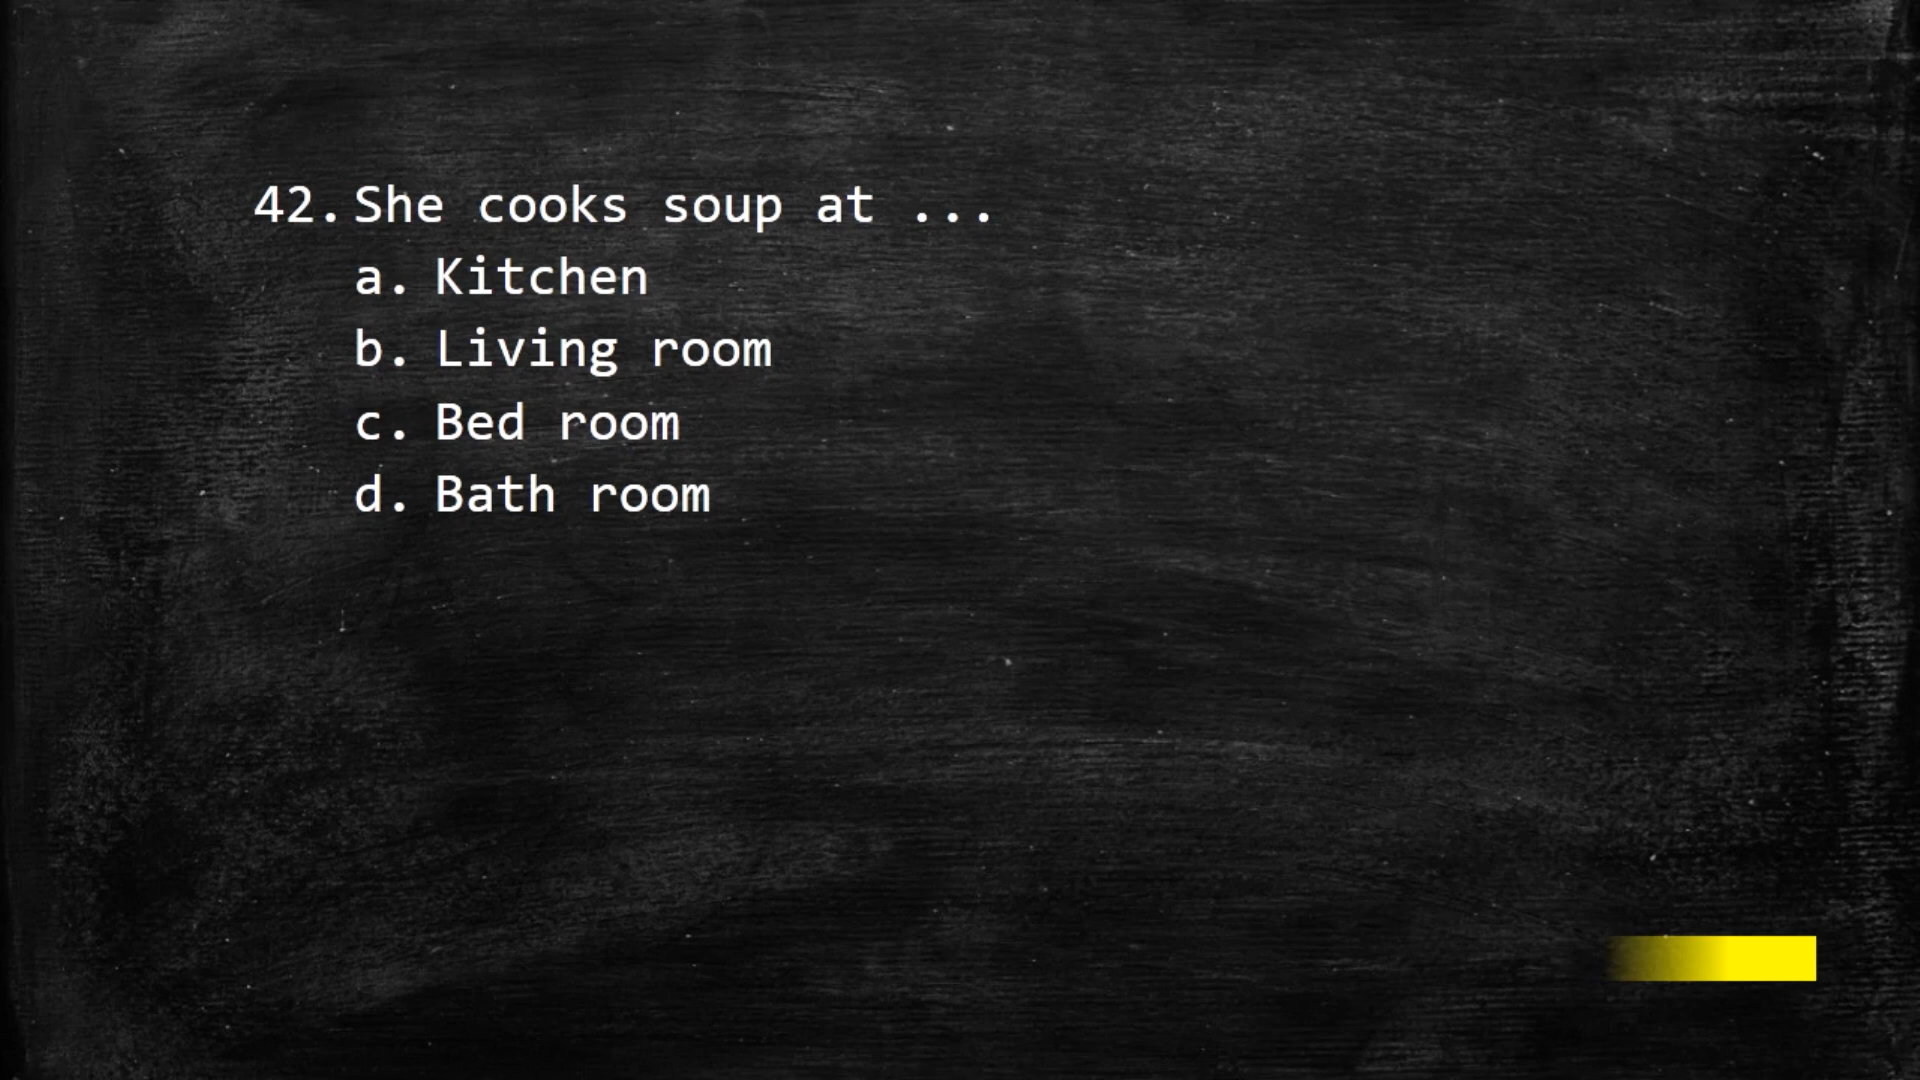 42. She cooks soup at ...
a. Kitchen
b. Living room
c. Bed room
d. Bath room